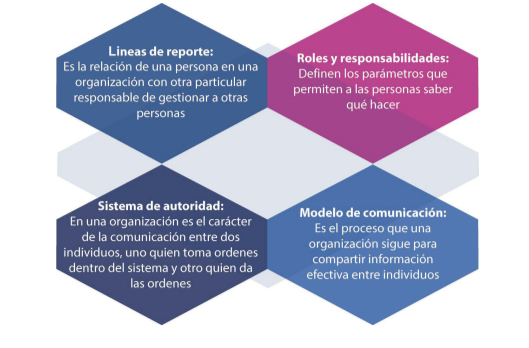 Lineas de reporte:
Es la relación de una persona en una
organización con otra particular
responsable de gestionar a otras
personas
Roles y responsabilidades:
Definen los parámetros que
permiten a las personas saber
qué hacer
Sistema de autoridad:
En una organización es el carácter
de la comunicación entre dos
individuos, uno quien toma ordenes
dentro del sistema y otro quien da
las ordenes
Modelo de comunicación:
Es el proceso que una
organización sigue para
compartir información
efectiva entre individuos